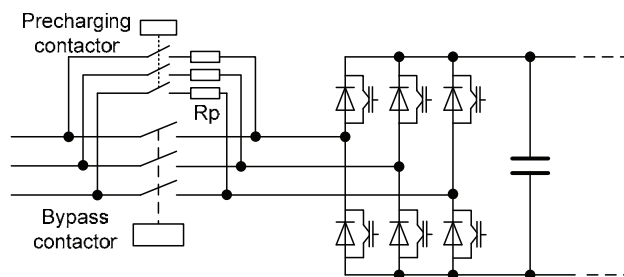 Precharging
contactor
Rp
Bypass
contactor